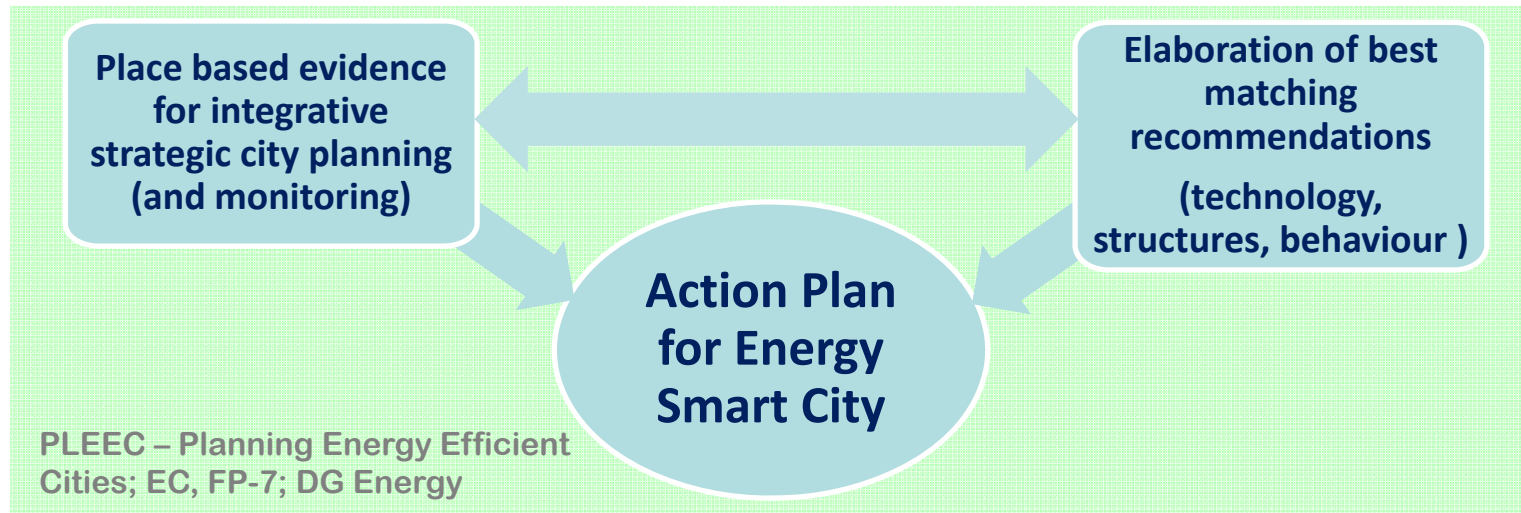 Place based evidence
for integrative
strategic city planning
(and monitoring)
Elaboration of best
matching
recommendations
(technology,
structures, behaviour )
Action Plan
for Energy
Smart City
PLEEC – Planning Energy Efficient
Cities; EC, FP-7; DG Energy